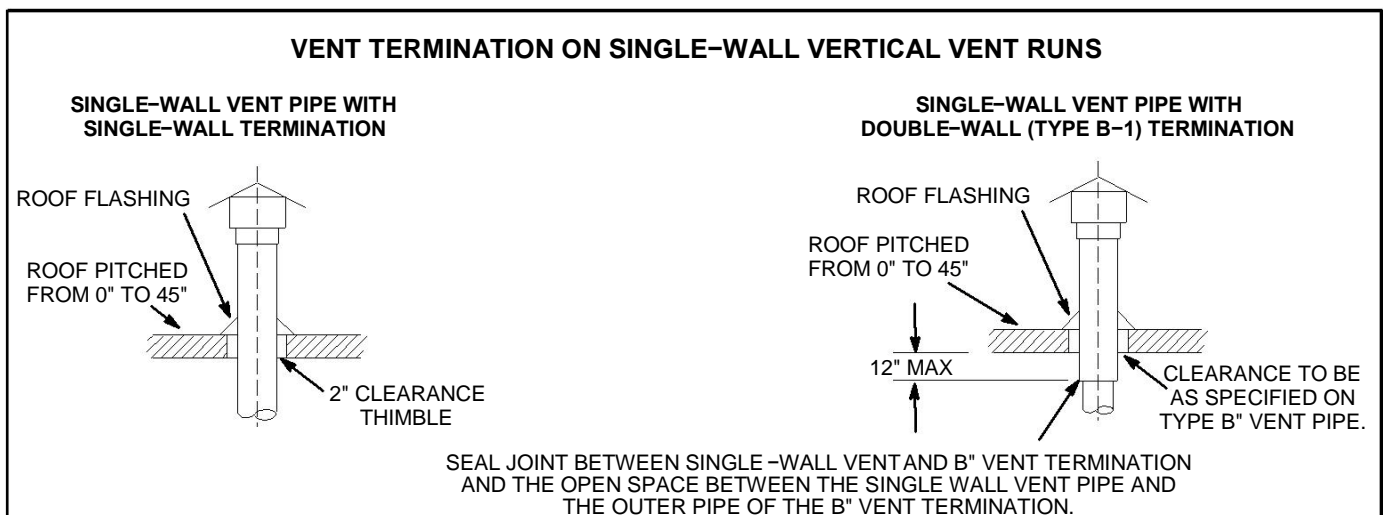 VENT TERMINATION ON SINGLE−WALL VERTICAL VENT RUNS
SINGLE−WALL VENT PIPE WITH
SINGLE−WALL TERMINATION
ROOF FLASHING
ROOF PITCHED
FROM 0" TO 45"
2" CLEARANCE
THIMBLE
SINGLE−WALL VENT PIPE WITH
DOUBLE−WALL (TYPE B−1) TERMINATION
ROOF FLASHING
ROOF PITCHED
FROM 0" TO 45"
12" MAX
CLEARANCE TO BE
AS SPECIFIED ON
TYPE B" VENT PIPE.
SEAL JOINT BETWEEN SINGLE −WALL VENT AND B" VENT TERMINATION
AND THE OPEN SPACE BETWEEN THE SINGLE WALL VENT PIPE AND
THE OUTER PIPE OF THE B" VENT TERMINATION.